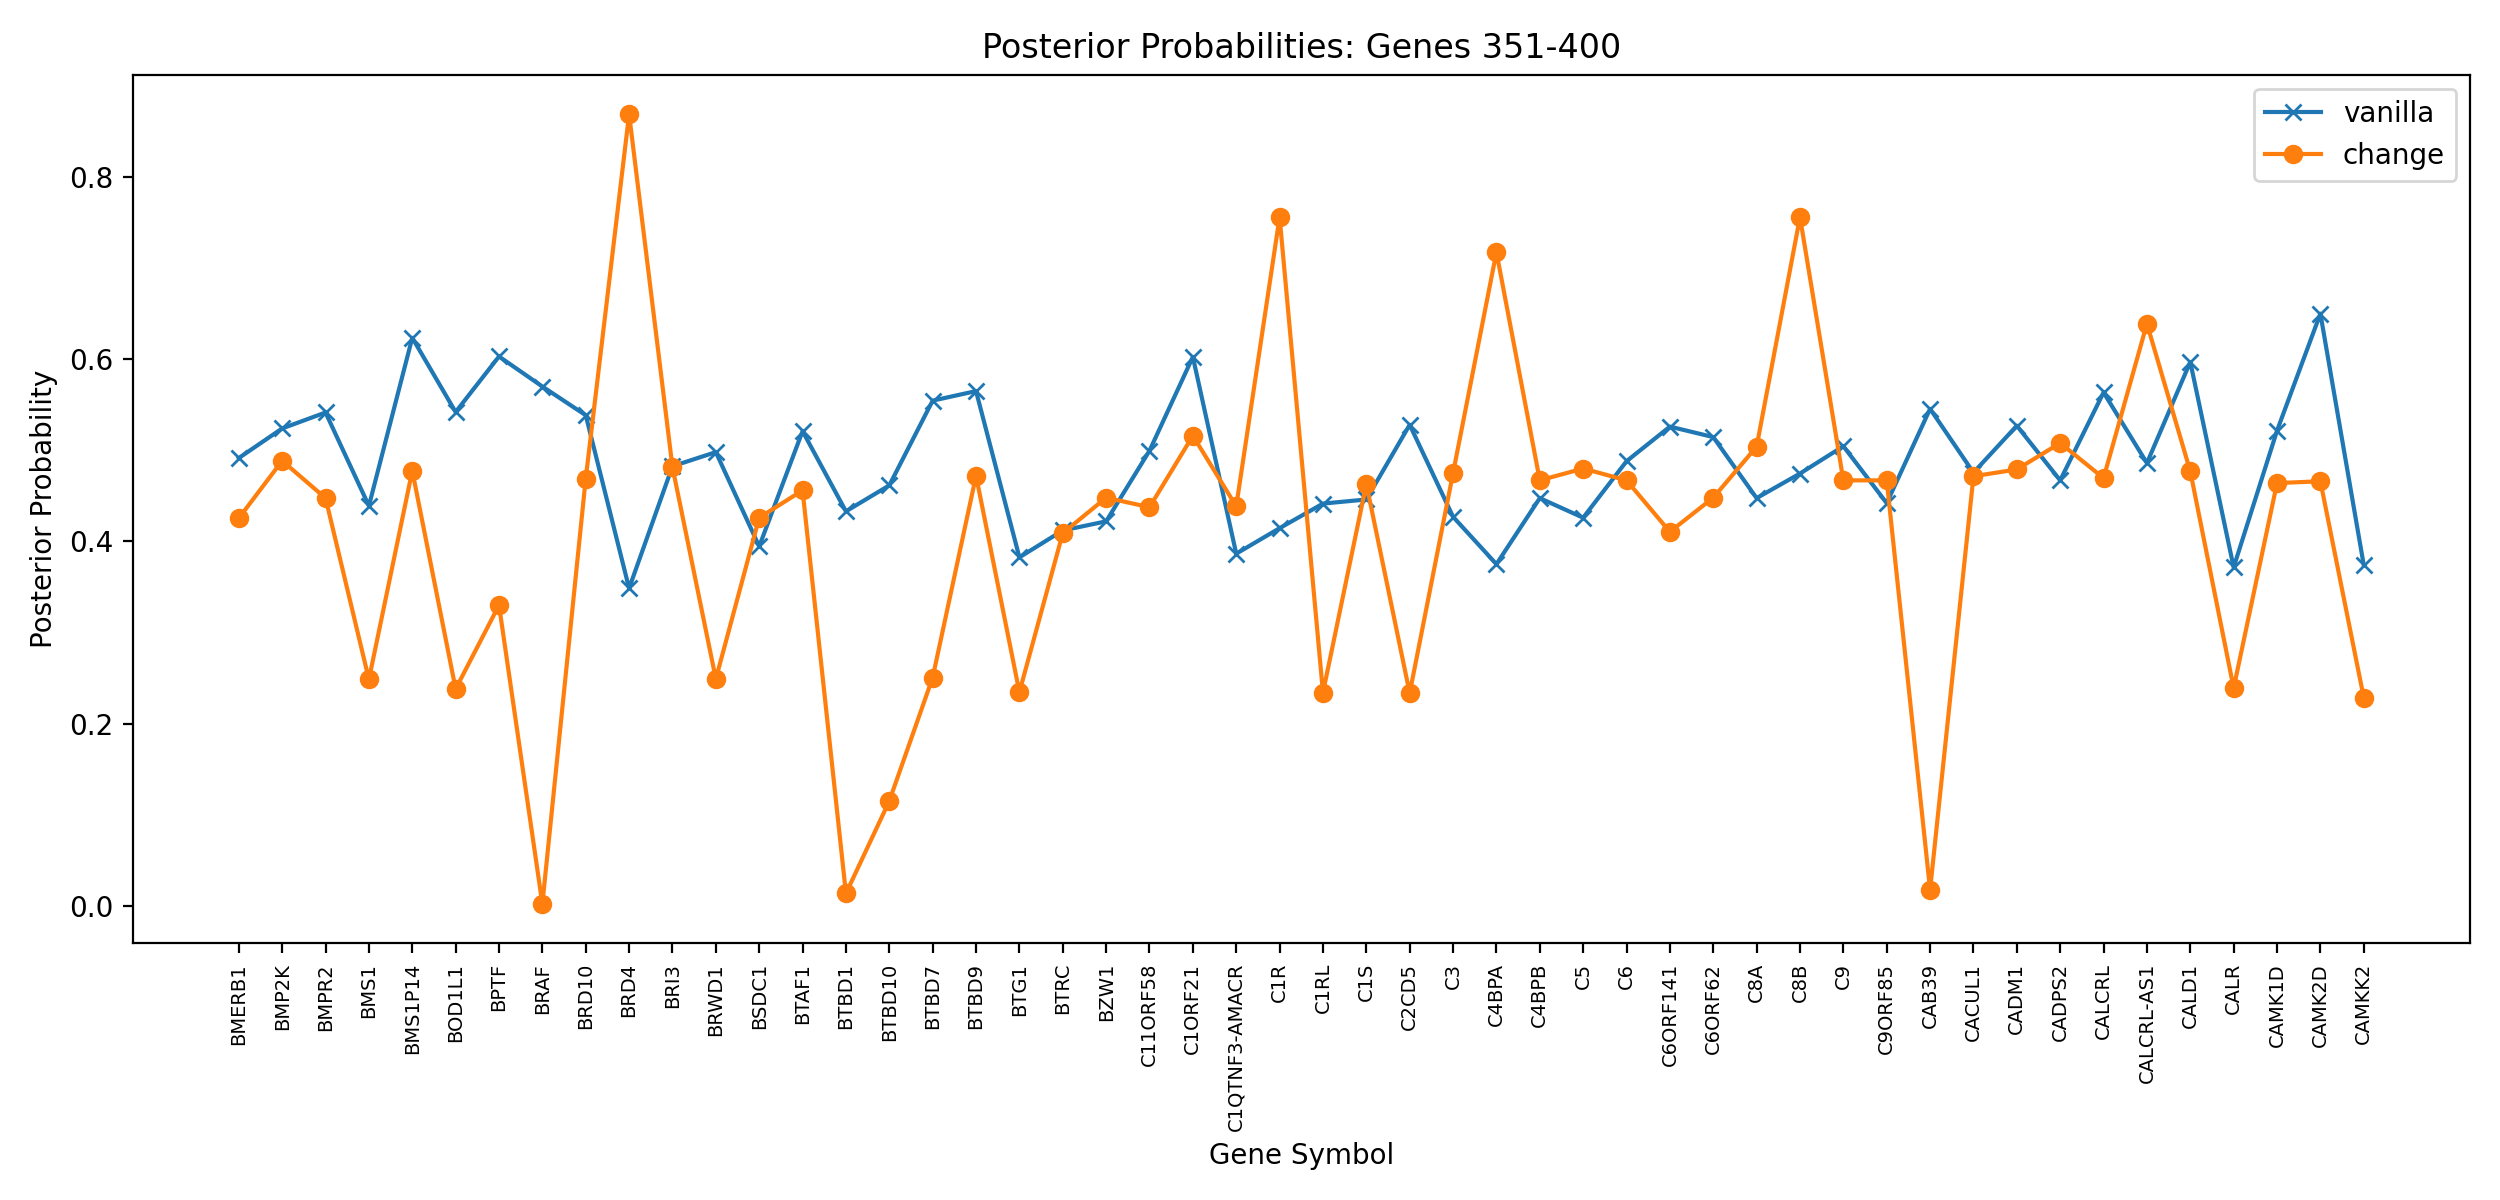 Posterior Probabilities: Genes 351-400
vanilla
change
Posterior Probability
0.8
0.6
0.4
0.2
0.0
BMERB1
BMP2K
BMPR2
BMS1
BMS1P14
BOD1L1
BPTF
BRAF
BRD10
BRD4
BRI3
BRWD1
BSDC1
BTAF1
BTBD1
BTBD10
BTBD7
BTBD9
BTG1
BTRC
BZW1
C11ORF58
C1ORF21
C1QTNF3-AMACR
C1R
C1RL
C1S
C2CD5
C3
C4BPA
C4BPB
C5
C6
C6ORF141
C6ORF62
C8A
C8B
C9
C9ORF85
CAB39
CACUL1
CADM1
CADPS2
CALCRL
CALCRL-AS1
CALD1
CALR
CAMK1D
CAMK2D
CAMKK2
Gene Symbol